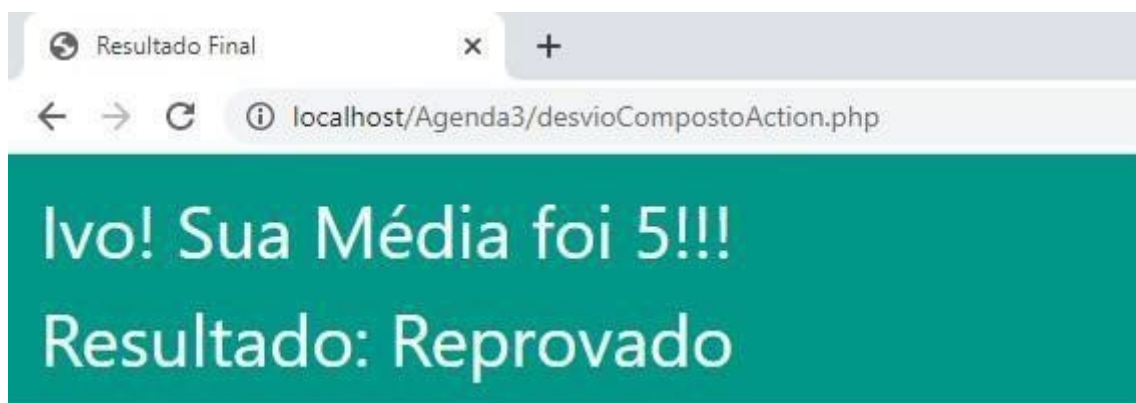 Resultado Final
localhost/Agenda3/desvioCompostoAction.php
Ivo! Sua Média foi 5!!!
Resultado: Reprovado